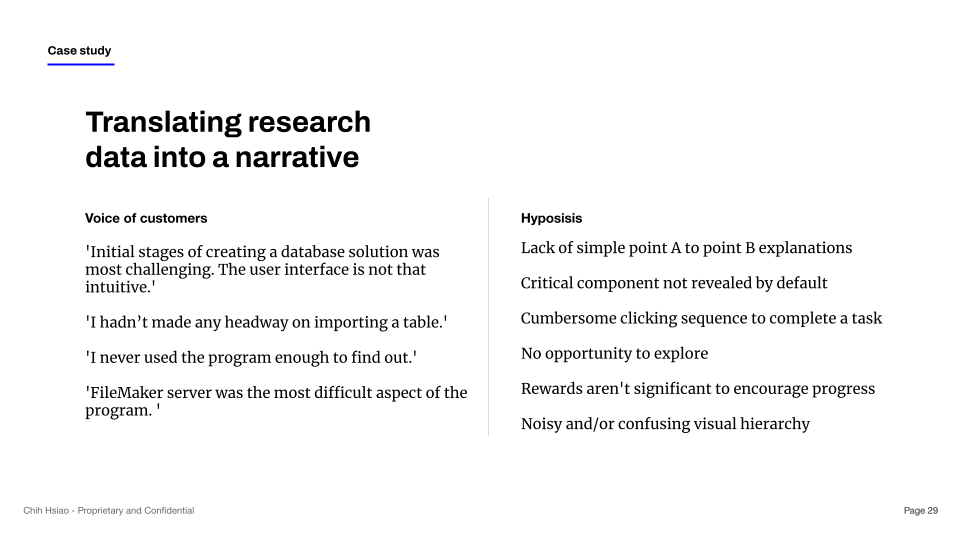 Case study
Translating research
data into a narrative
Voice of customers
'Initial stages of creating a database solution was
most challenging. The user interface is not that
intuitive.'
'I hadn’t made any headway on importing a table.'
'I never used the program enough to find out.'
'FileMaker server was the most difficult aspect of the
program. '
Hyposisis
Lack of simple point A to point B explanations
Critical component not revealed by default
Cumbersome clicking sequence to complete a task
No opportunity to explore
Rewards aren't significant to encourage progress
Noisy and/or confusing visual hierarchy
Chih Hsiao - Proprietary and Confidential
Page 29